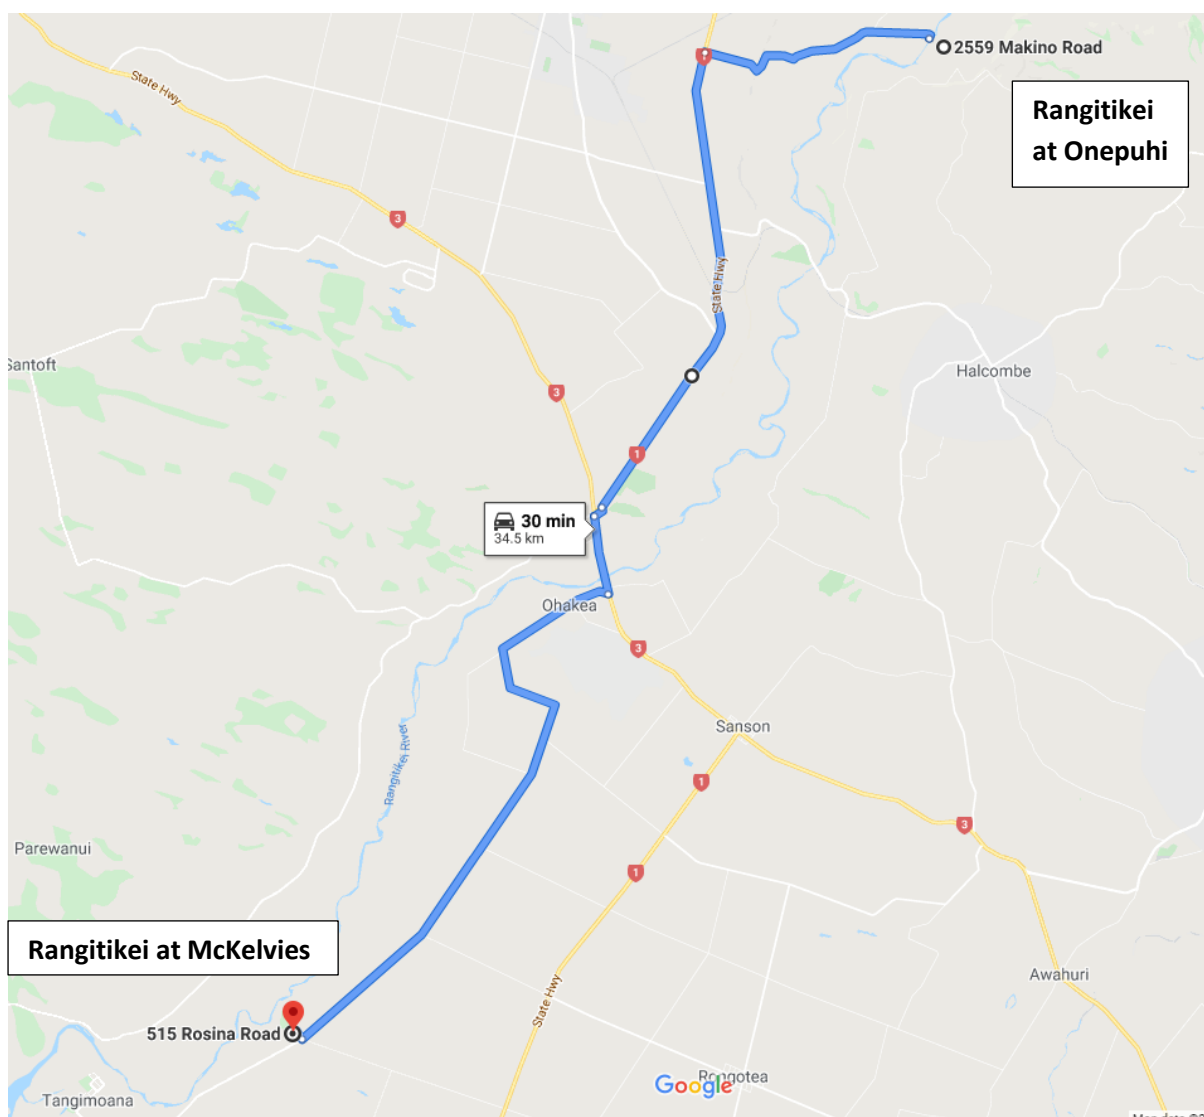 2559 Makino Road
Rangitikei
at Onepuhi
State Hwy
1
3
State Hwy
Santoft
Halcombe
3
1
30 min
34.5 km
Ohakea
3
Sanson
Rangitikei River
1
3
Parewanui
1
Rangitikei at McKelvies
State Hwy
Awahuri
515 Rosina Road
Rongotea
Google
Tangimoana